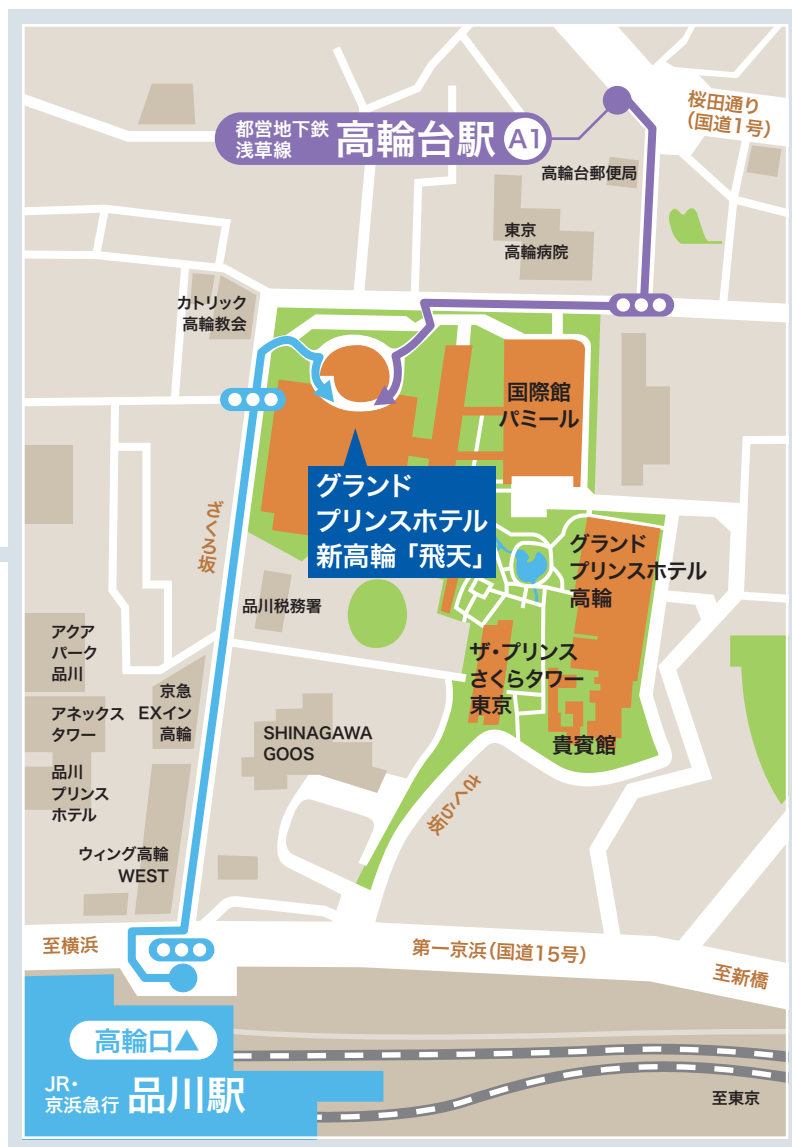 桜田通り
(国道1号)
都営地下鉄
浅草線
高輪台駅 A1
高輪台郵便局
東京
高輪病院
カトリック
高輪教会
国際館
パミール
グランド
プリンスホテル
新高輪「飛天」
ざくろ坂
グランド
プリンスホテル
高輪
品川税務署
アクア
パーク
品川
ザ・プリンス
さくらタワー
東京
京急
EXイン
高輪
アネックス
タワー
SHINAGAWA
GOOS
貴賓館
品川
プリンス
ホテル
さくら坂
ウィング高輪
WEST
至横浜
第一京浜(国道15号)
至新橋
高輪口▲
JR・
京浜急行
品川駅
至東京